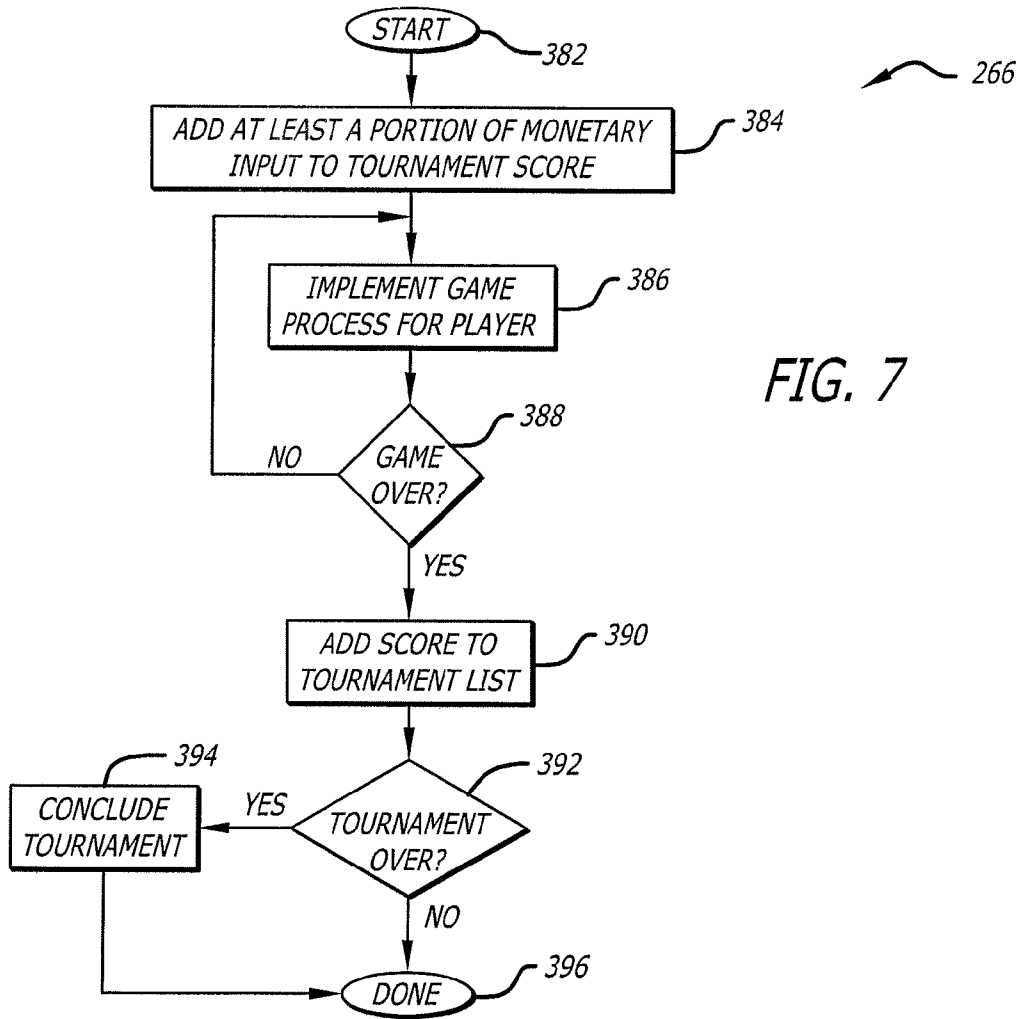 START
382
266
ADD AT LEAST A PORTION OF MONETARY
INPUT TO TOURNAMENT SCORE
384
IMPLEMENT GAME
PROCESS FOR PLAYER
386
FIG. 7
388
GAME
OVER?
NO
YES
ADD SCORE TO
TOURNAMENT LIST
390
394
392
CONCLUDE
TOURNAMENT
YES
TOURNAMENT
OVER?
NO
DONE
396